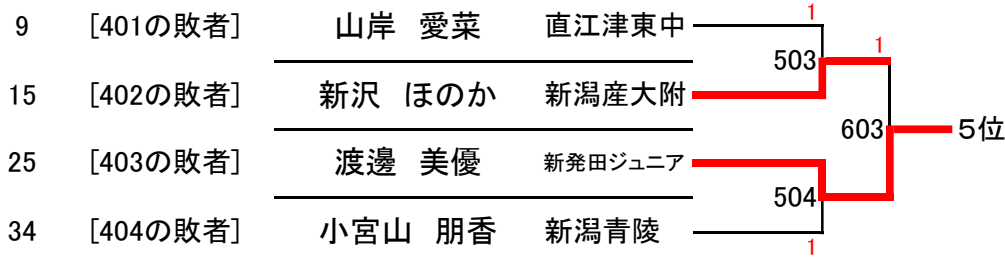 9 [401の敗者] 山岸 愛菜 直江津東中 1
503 1
15 [402の敗者] 新沢 ほのか 新潟産大附
603 5位
25 [403の敗者] 渡邊 美優 新発田ジュニア
504
34 [404の敗者] 小宮山 朋香 新潟青陵 1